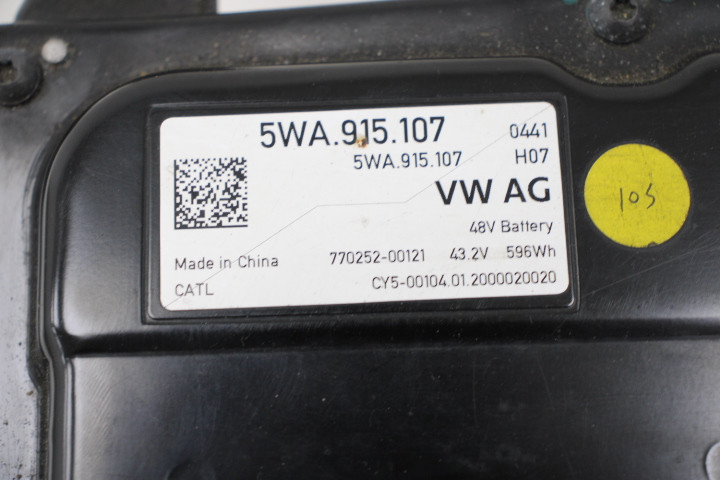 5WA.915.107 0441
5WA.915.107 H07
VW AG
48V Battery
Made in China 770252-00121 43.2V 596Wh
CATL CY5-00104.01.2000020020
105